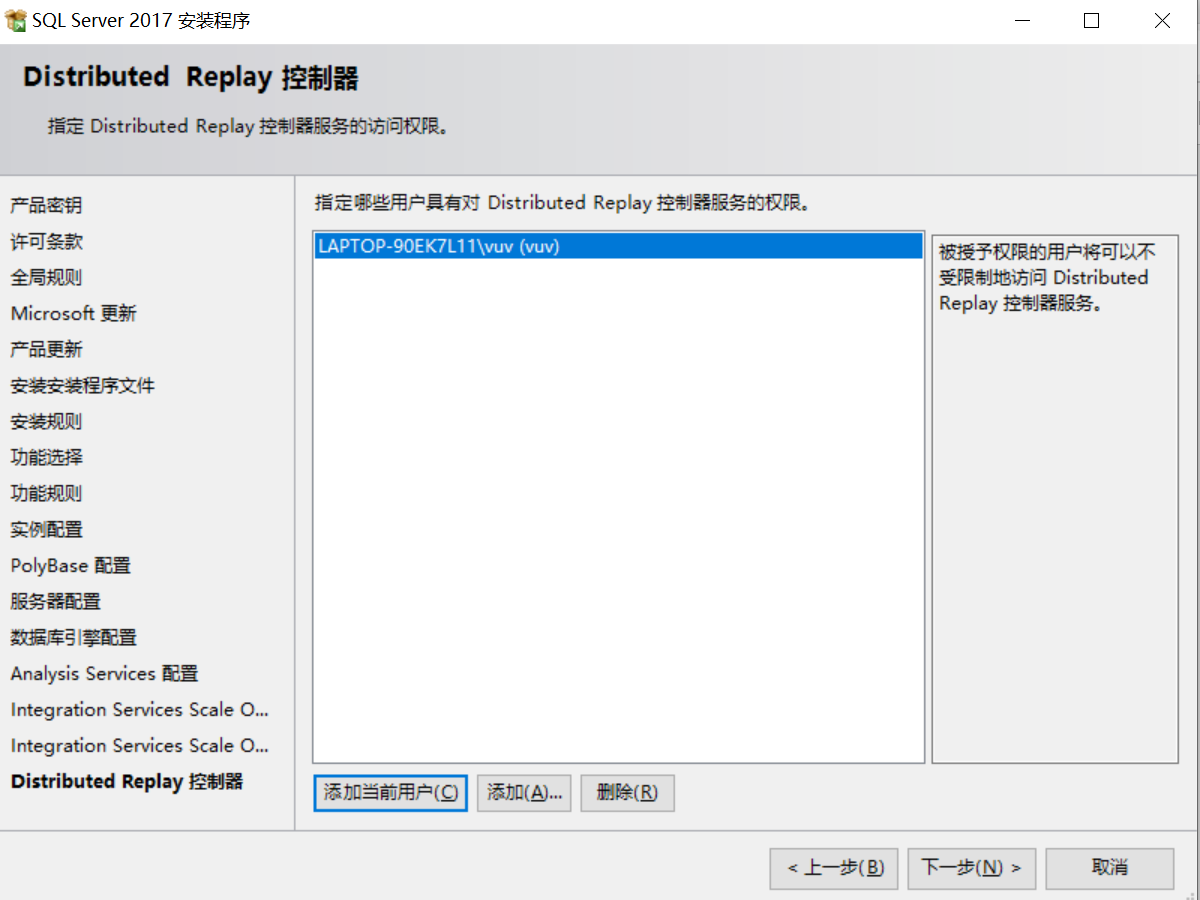 SQL Server 2017 安装程序
Distributed Replay 控制器
指定 Distributed Replay 控制器服务的访问权限。
产品密钥
许可条款
全局规则
Microsoft 更新
产品更新
安装安装程序文件
安装规则
功能选择
功能规则
实例配置
PolyBase 配置
服务器配置
数据库引擎配置
Analysis Services 配置
Integration Services Scale O...
Integration Services Scale O...
Distributed Replay 控制器
指定哪些用户具有对 Distributed Replay 控制器服务的权限。
LAPTOP-90EK7L11\vuv (vuv)
被授予权限的用户将可以不
受限制地访问 Distributed
Replay 控制器服务。
添加当前用户(C)
添加(A)...
删除(R)
< 上一步(B)
下一步(N) >
取消